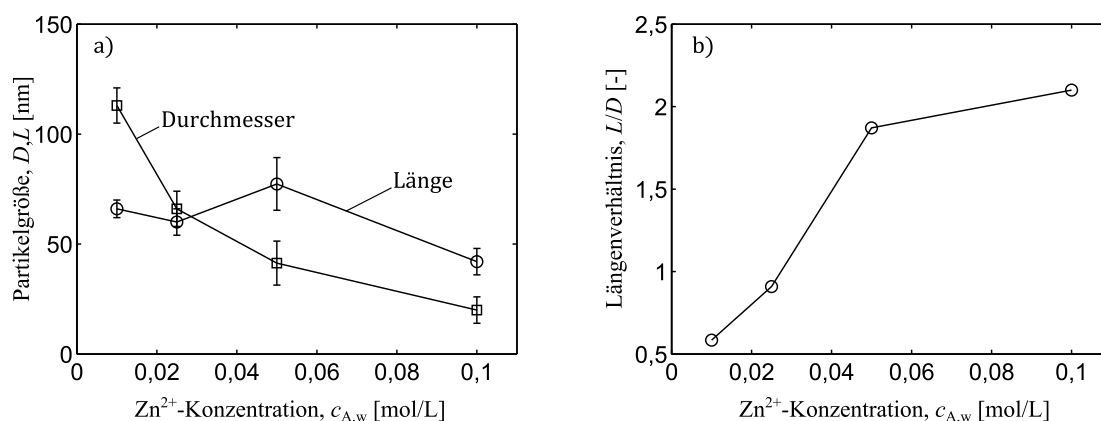 a)
Partikelgröße, D,L [nm]
150
100
50
0
Durchmesser
Länge
0 0,02 0,04 0,06 0,08 0,1
Zn²⁺-Konzentration, c_A,w [mol/L]
b)
Längenverhältnis, L/D [-]
2,5
2
1,5
1
0,5
0 0,02 0,04 0,06 0,08 0,1
Zn²⁺-Konzentration, c_A,w [mol/L]